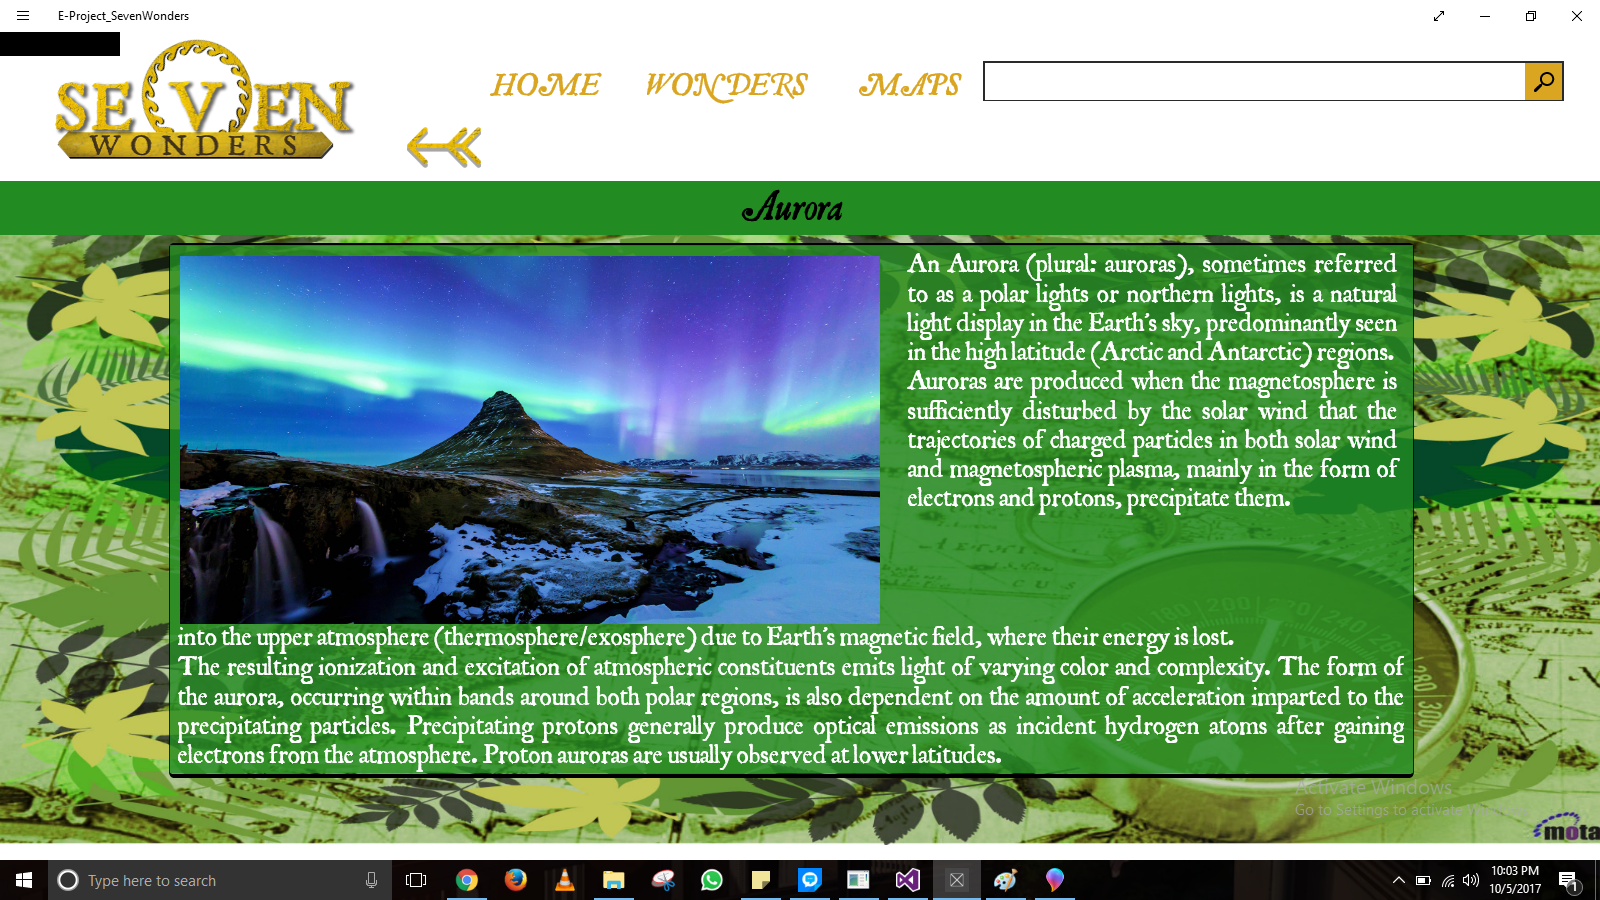 E-Project_SevenWonders
SEVEN
WONDERS
HOME WONDERS MAPS
Aurora
An Aurora (plural: auroras), sometimes referred
to as a polar lights or northern lights, is a natural
light display in the Earth's sky, predominantly seen
in the high latitude (Arctic and Antarctic) regions.
Auroras are produced when the magnetosphere is
sufficiently disturbed by the solar wind that the
trajectories of charged particles in both solar wind
and magnetospheric plasma, mainly in the form of
electrons and protons, precipitate them.
into the upper atmosphere (thermosphere/exosphere) due to Earth's magnetic field, where their energy is lost.
The resulting ionization and excitation of atmospheric constituents emits light of varying color and complexity. The form of
the aurora, occurring within bands around both polar regions, is also dependent on the amount of acceleration imparted to the
precipitating particles. Precipitating protons generally produce optical emissions as incident hydrogen atoms after gaining
electrons from the atmosphere. Proton auroras are usually observed at lower latitudes.
Activate Windows
Go to Settings to activate
mota
Type here to search
10:03 PM
10/5/2017
1